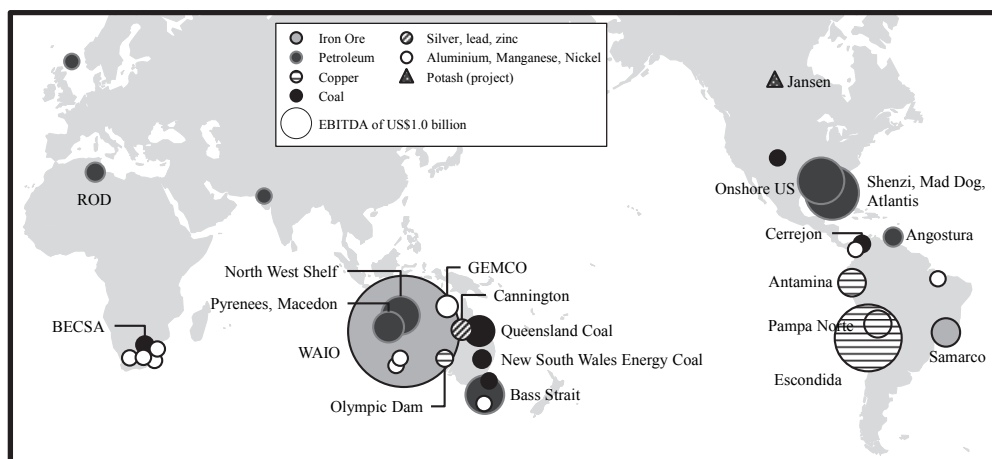 Iron Ore
Petroleum
Copper
Coal
Silver, lead, zinc
Aluminium, Manganese, Nickel
Potash (project)
EBITDA of US$1.0 billion
Jansen
Onshore US
Shenzi, Mad Dog,
Atlantis
ROD
Cerrejon
Angostura
North West Shelf
GEMCO
Antamina
Pyrenees, Macedon
Cannington
BECSA
Queensland Coal
Pampa Norte
WAIO
New South Wales Energy Coal
Samarco
Escondida
Bass Strait
Olympic Dam